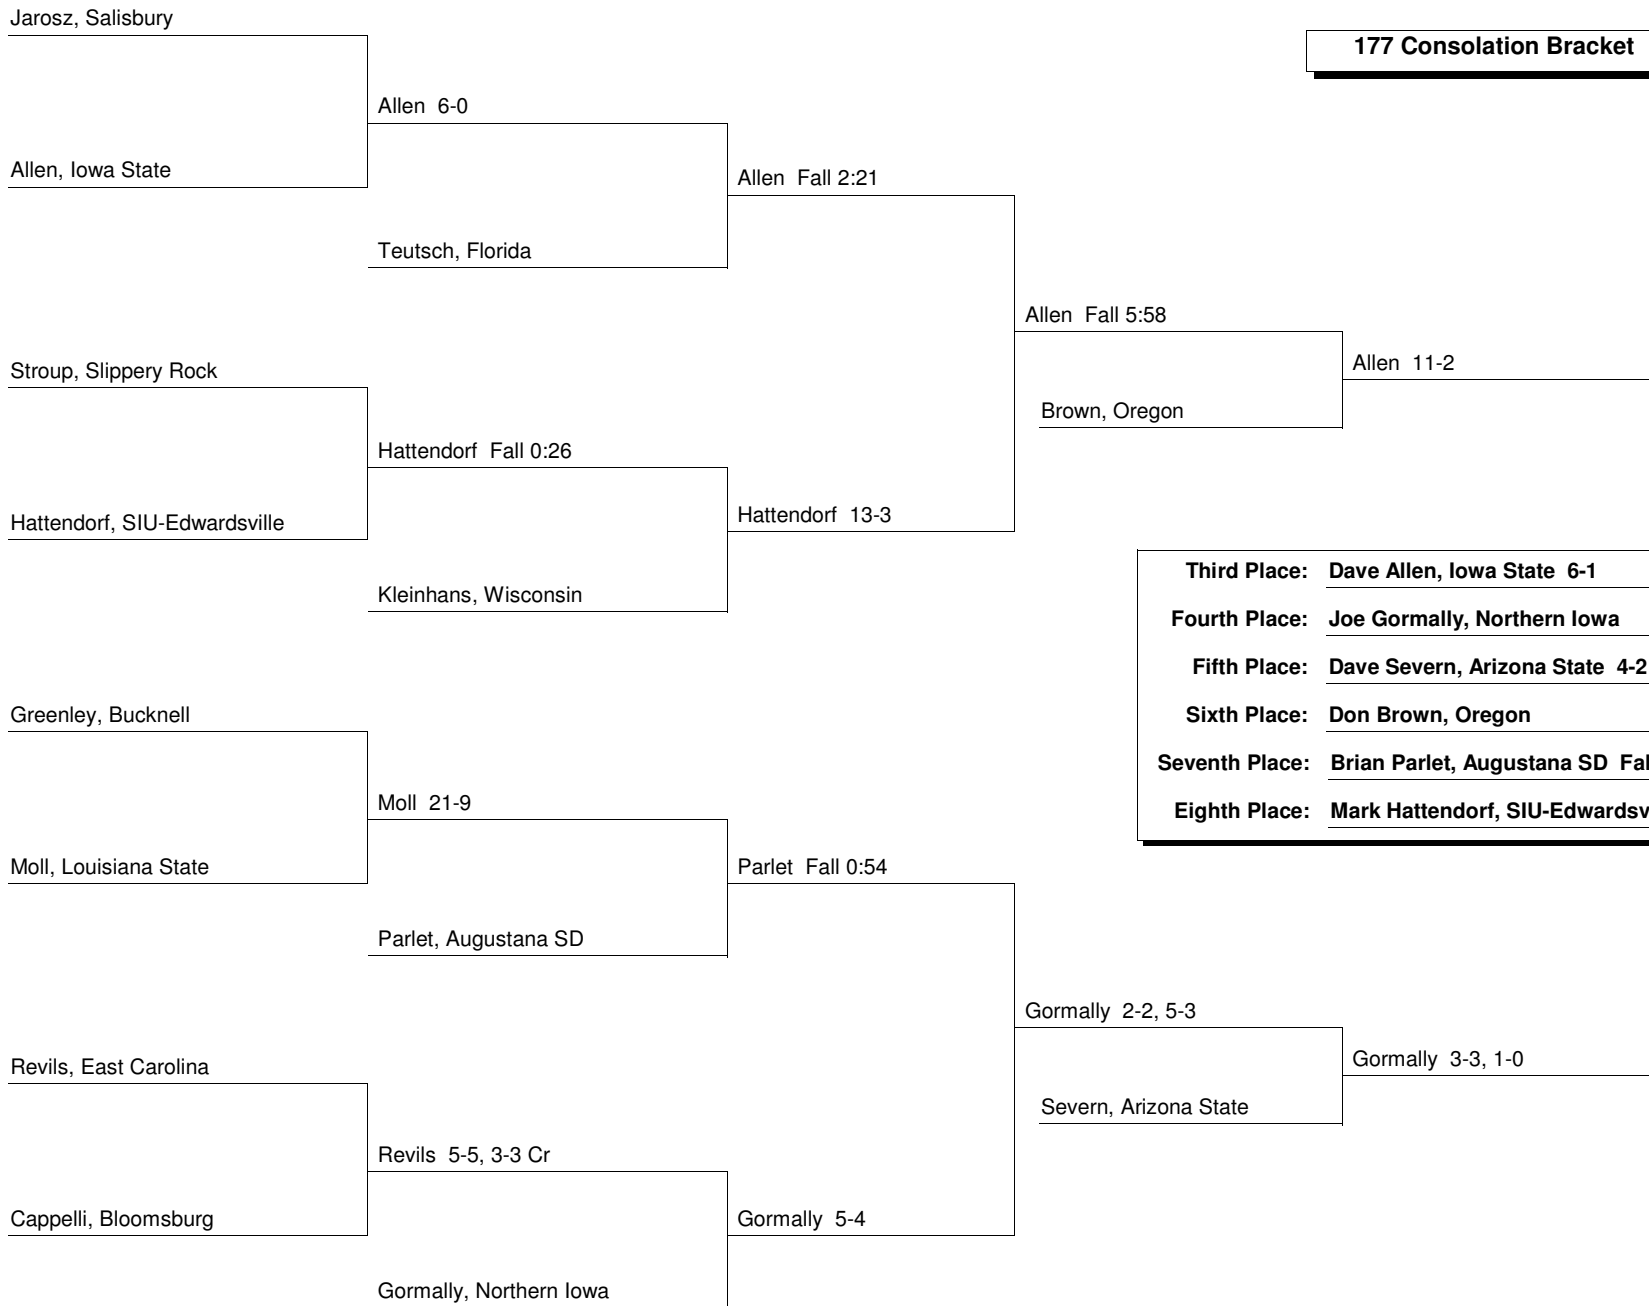 Jarosz, Salisbury
177 Consolation Bracket
Allen 6-0
Allen, Iowa State
Allen Fall 2:21
Teutsch, Florida
Allen Fall 5:58
Stroup, Slippery Rock
Allen 11-2
Brown, Oregon
Hattendorf Fall 0:26
Hattendorf, SIU-Edwardsville
Hattendorf 13-3
Kleinhans, Wisconsin
Third Place: Dave Allen, Iowa State 6-1
Fourth Place: Joe Gormally, Northern Iowa
Fifth Place: Dave Severn, Arizona State 4-2
Sixth Place: Don Brown, Oregon
Seventh Place: Brian Parlet, Augustana SD
Eighth Place: Mark Hattendorf,
Greenley, Bucknell
Moll 21-9
Moll, Louisiana State
Parlet Fall 0:54
Parlet, Augustana SD
Gormally 2-2, 5-3
Revils, East Carolina
Gormally 3-3, 1-0
Severn, Arizona State
Revils 5-5, 3-3 Cr
Cappelli, Bloomsburg
Gormally 5-4
Gormally, Northern Iowa